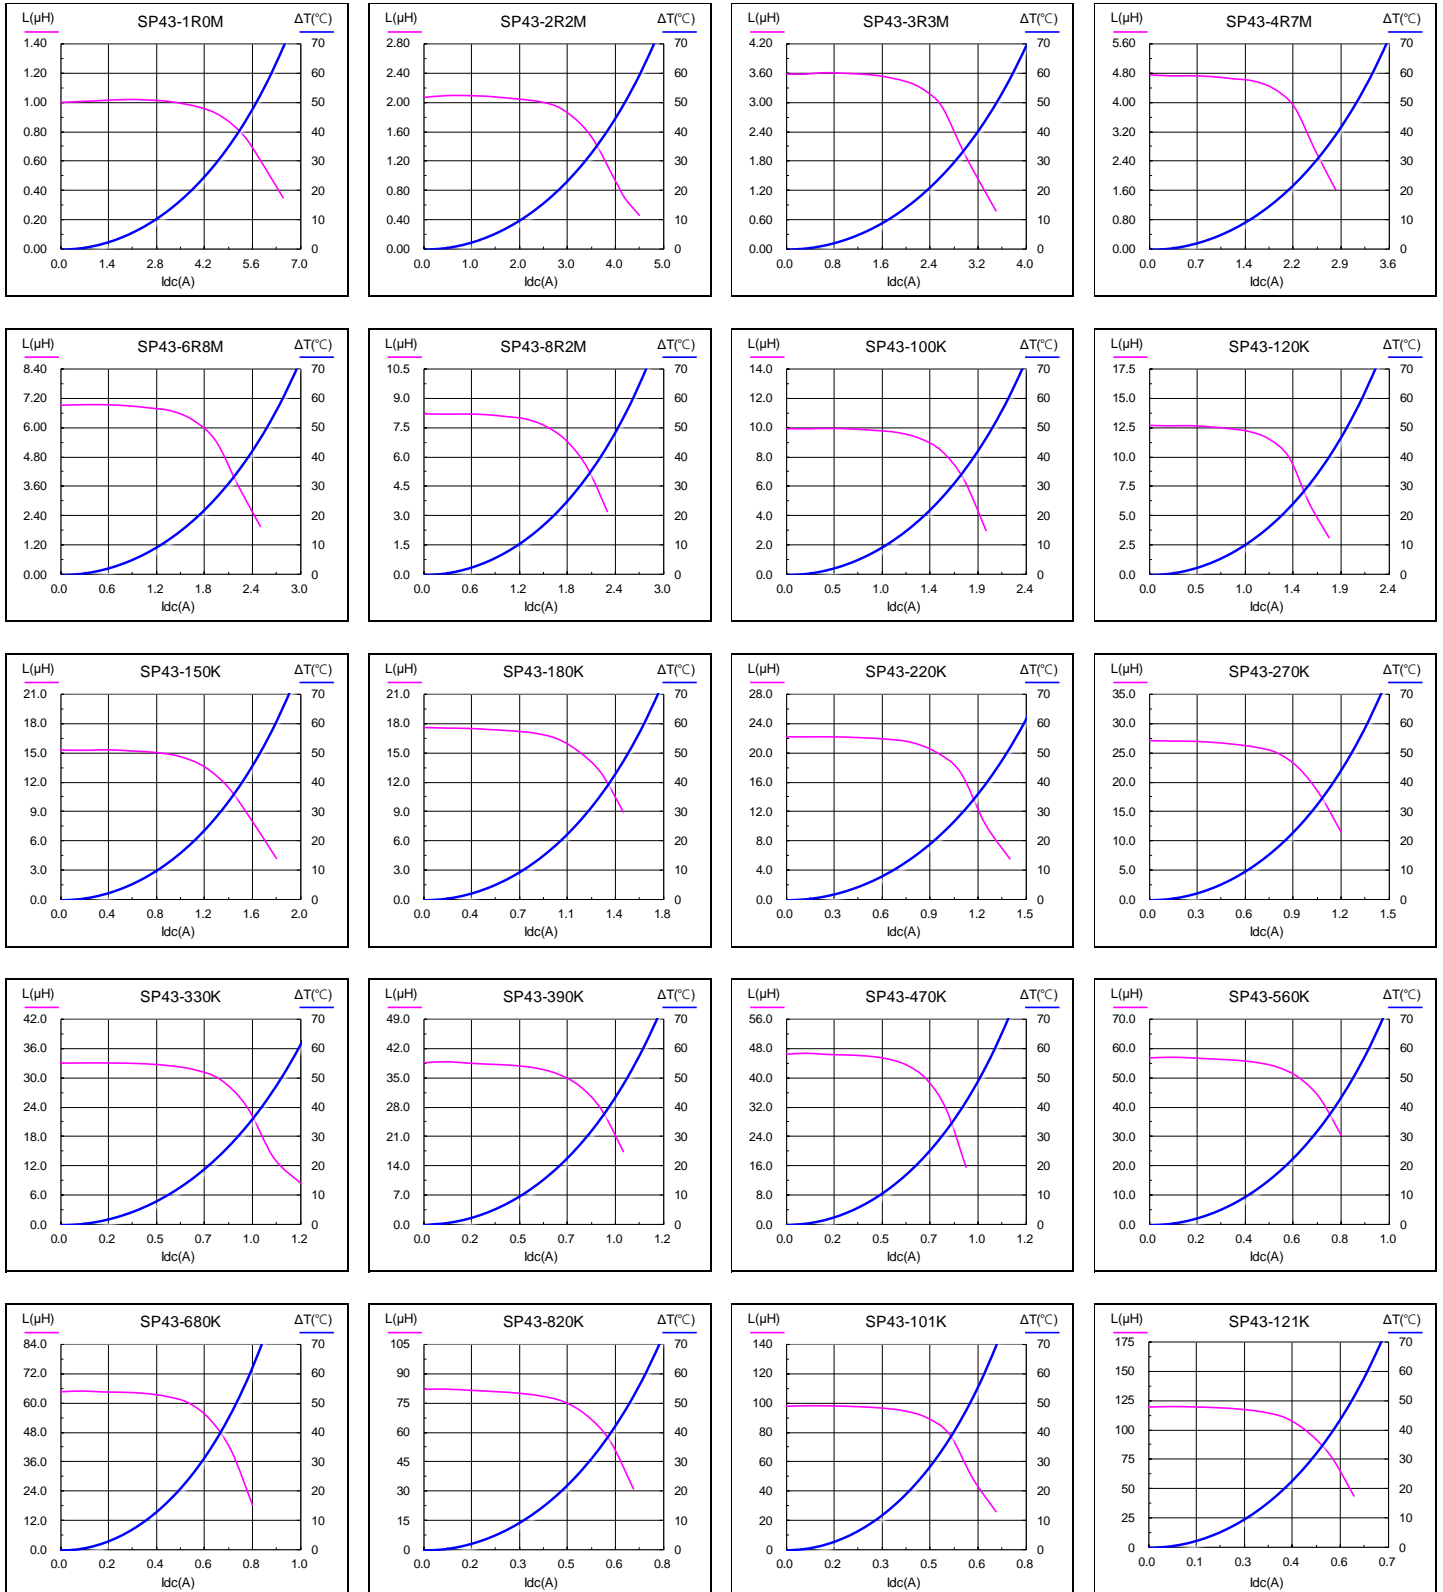 L(μH) SP43-1R0M ΔT(℃)
1.40 70
1.20 60
1.00 50
0.80 40
0.60 30
0.40 20
0.20 10
0.00 0
0.0 1.4 2.8 4.2 5.6 7.0
Idc(A)
L(μH) SP43-2R2M ΔT(℃)
2.80 70
2.40 60
2.00 50
1.60 40
1.20 30
0.80 20
0.40 10
0.00 0
0.0 1.0 2.0 3.0 4.0 5.0
Idc(A)
L(μH) SP43-3R3M ΔT(℃)
4.20 70
3.60 60
3.00 50
2.40 40
1.80 30
1.20 20
0.60 10
0.00 0
0.0 0.8 1.6 2.4 3.2 4.0
Idc(A)
L(μH) SP43-4R7M ΔT(℃)
5.60 70
4.80 60
4.00 50
3.20 40
2.40 30
1.60 20
0.80 10
0.00 0
0.0 0.7 1.4 2.2 2.9 3.6
Idc(A)
L(μH) SP43-6R8M ΔT(℃)
8.40 70
7.20 60
6.00 50
4.80 40
3.60 30
2.40 20
1.20 10
0.00 0
0.0 0.6 1.2 1.8 2.4 3.0
Idc(A)
L(μH) SP43-8R2M ΔT(℃)
10.5 70
9.0 60
7.5 50
6.0 40
4.5 30
3.0 20
1.5 10
0.0 0
0.0 0.6 1.2 1.8 2.4 3.0
Idc(A)
L(μH) SP43-100K ΔT(℃)
14.0 70
12.0 60
10.0 50
8.0 40
6.0 30
4.0 20
2.0 10
0.0 0
0.0 0.5 1.0 1.4 1.9 2.4
Idc(A)
L(μH) SP43-120K ΔT(℃)
17.5 70
15.0 60
12.5 50
10.0 40
7.5 30
5.0 20
2.5 10
0.0 0
0.0 0.5 1.0 1.4 1.9 2.4
Idc(A)
L(μH) SP43-150K ΔT(℃)
21.0 70
18.0 60
15.0 50
12.0 40
9.0 30
6.0 20
3.0 10
0.0 0
0.0 0.4 0.8 1.2 1.6 2.0
Idc(A)
L(μH) SP43-180K ΔT(℃)
21.0 70
18.0 60
15.0 50
12.0 40
9.0 30
6.0 20
3.0 10
0.0 0
0.0 0.4 0.7 1.1 1.4 1.8
Idc(A)
L(μH) SP43-220K ΔT(℃)
28.0 70
24.0 60
20.0 50
16.0 40
12.0 30
8.0 20
4.0 10
0.0 0
0.0 0.3 0.6 0.9 1.2 1.5
Idc(A)
L(μH) SP43-270K ΔT(℃)
35.0 70
30.0 60
25.0 50
20.0 40
15.0 30
10.0 20
5.0 10
0.0 0
0.0 0.3 0.6 0.9 1.2 1.5
Idc(A)
L(μH) SP43-330K ΔT(℃)
42.0 70
36.0 60
30.0 50
24.0 40
18.0 30
12.0 20
6.0 10
0.0 0
0.0 0.2 0.5 0.7 1.0 1.2
Idc(A)
L(μH) SP43-390K ΔT(℃)
49.0 70
42.0 60
35.0 50
28.0 40
21.0 30
14.0 20
7.0 10
0.0 0
0.0 0.2 0.5 0.7 1.0 1.2
Idc(A)
L(μH) SP43-470K ΔT(℃)
56.0 70
48.0 60
40.0 50
32.0 40
24.0 30
16.0 20
8.0 10
0.0 0
0.0 0.2 0.5 0.7 1.0 1.2
Idc(A)
L(μH) SP43-560K ΔT(℃)
70.0 70
60.0 60
50.0 50
40.0 40
30.0 30
20.0 20
10.0 10
0.0 0
0.0 0.2 0.4 0.6 0.8 1.0
Idc(A)
L(μH) SP43-680K ΔT(℃)
84.0 70
72.0 60
60.0 50
48.0 40
36.0 30
24.0 20
12.0 10
0.0 0
0.0 0.2 0.4 0.6 0.8 1.0
Idc(A)
L(μH) SP43-820K ΔT(℃)
105 70
90 60
75 50
60 40
45 30
30 20
15 10
0 0
0.0 0.2 0.3 0.5 0.6 0.8
Idc(A)
L(μH) SP43-101K ΔT(℃)
140 70
120 60
100 50
80 40
60 30
40 20
20 10
0 0
0.0 0.2 0.3 0.5 0.6 0.8
Idc(A)
L(μH) SP43-121K ΔT(℃)
175 70
150 60
125 50
100 40
75 30
50 20
25 10
0 0
0.0 0.1 0.3 0.4 0.6 0.7
Idc(A)